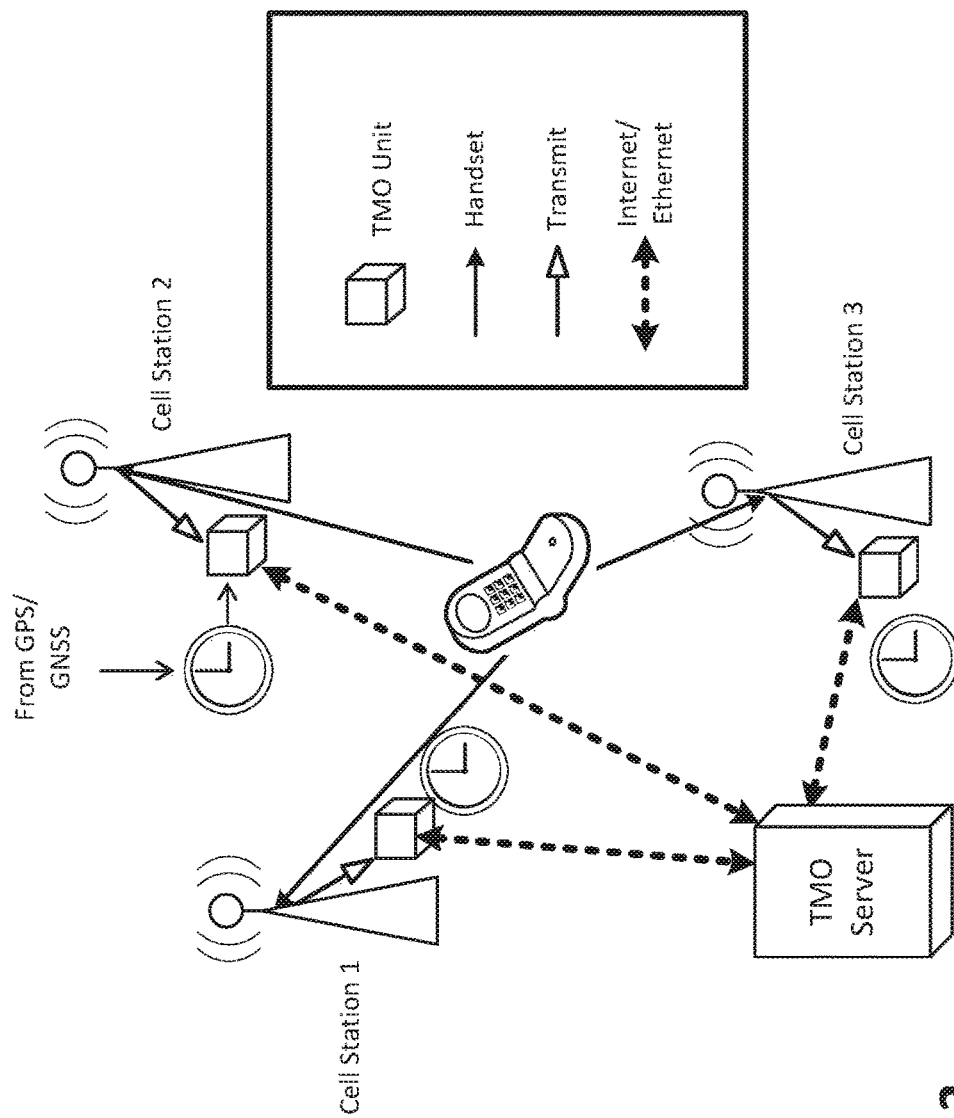 From GPS/
GNSS
Cell Station 2
Cell Station 1
TMO
Server
Cell Station 3
TMO Unit
Handset
Transmit
Internet/
Ethernet